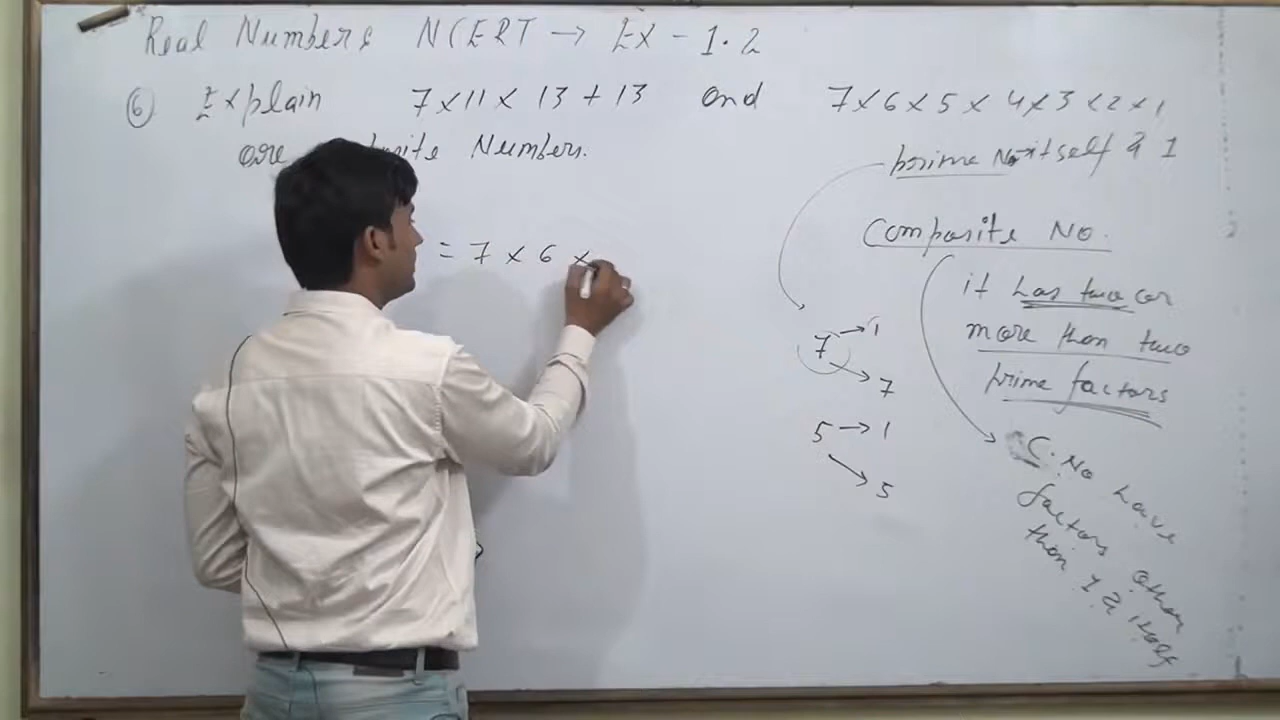 Real Numbers NCERT → EX - 1.2
⑥ Explain 7 x 11 x 13 + 13 and 7 x 6 x 5 x 4 x 3 x 2 x 1
are Numbers.
= 7 x 6 x
prime No itself & 1
Composite No.
it has two or
more than two
prime factors
7 → 1
→ 7
5 → 1
→ 5
C. No have
factors other
than 1 & itself